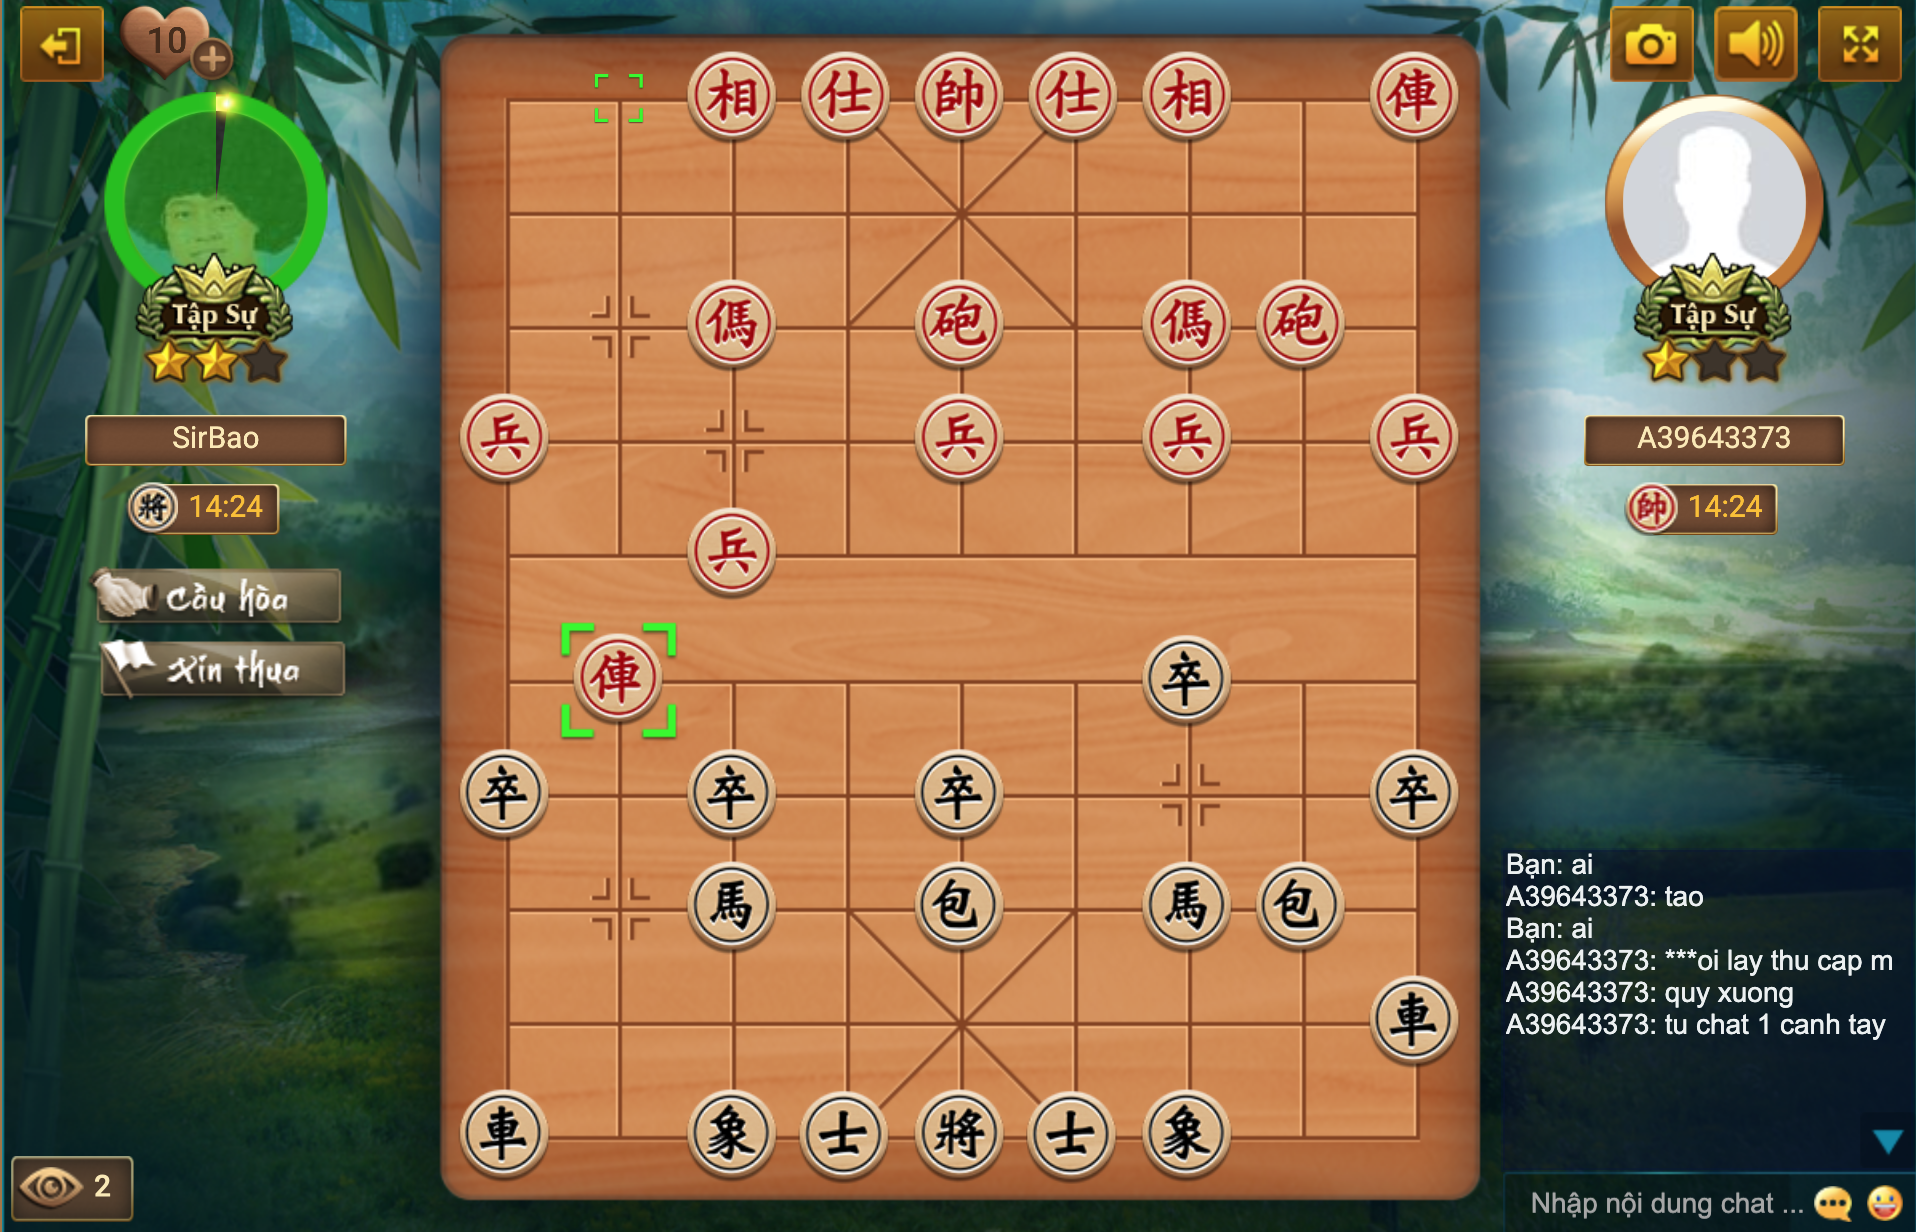 10
相 仕 帥 仕 相 俥
傌 砲 傌 砲
兵 兵 兵 兵
兵
俥 卒
卒 卒 卒 卒
馬 包 馬 包
車
車 象 士 將 士 象
Tập Sự
SirBao
將 14:24
Cầu hòa
Xin thua
2
Tập Sự
A39643373
帥 14:24
Bạn: ai
A39643373: tao
Bạn: ai
A39643373: ***oi lay thu cap m
A39643373: quy xuong
A39643373: tu chat 1 canh tay
Nhập nội dung chat ...